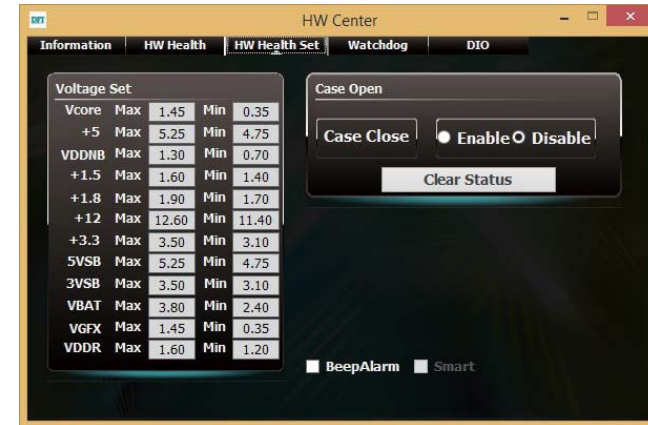 DFI HW Center
Information HW Health HW Health Set Watchdog DIO
Voltage Set
Vcore Max 1.45 Min 0.35
+5 Max 5.25 Min 4.75
VDDNB Max 1.30 Min 0.70
+1.5 Max 1.60 Min 1.40
+1.8 Max 1.90 Min 1.70
+12 Max 12.60 Min 11.40
+3.3 Max 3.50 Min 3.10
5VSB Max 5.25 Min 4.75
3VSB Max 3.50 Min 3.10
VBAT Max 3.80 Min 2.40
VGFX Max 1.45 Min 0.35
VDDR Max 1.60 Min 1.20
Case Open
Case Close Enable Disable
Clear Status
BeepAlarm Smart